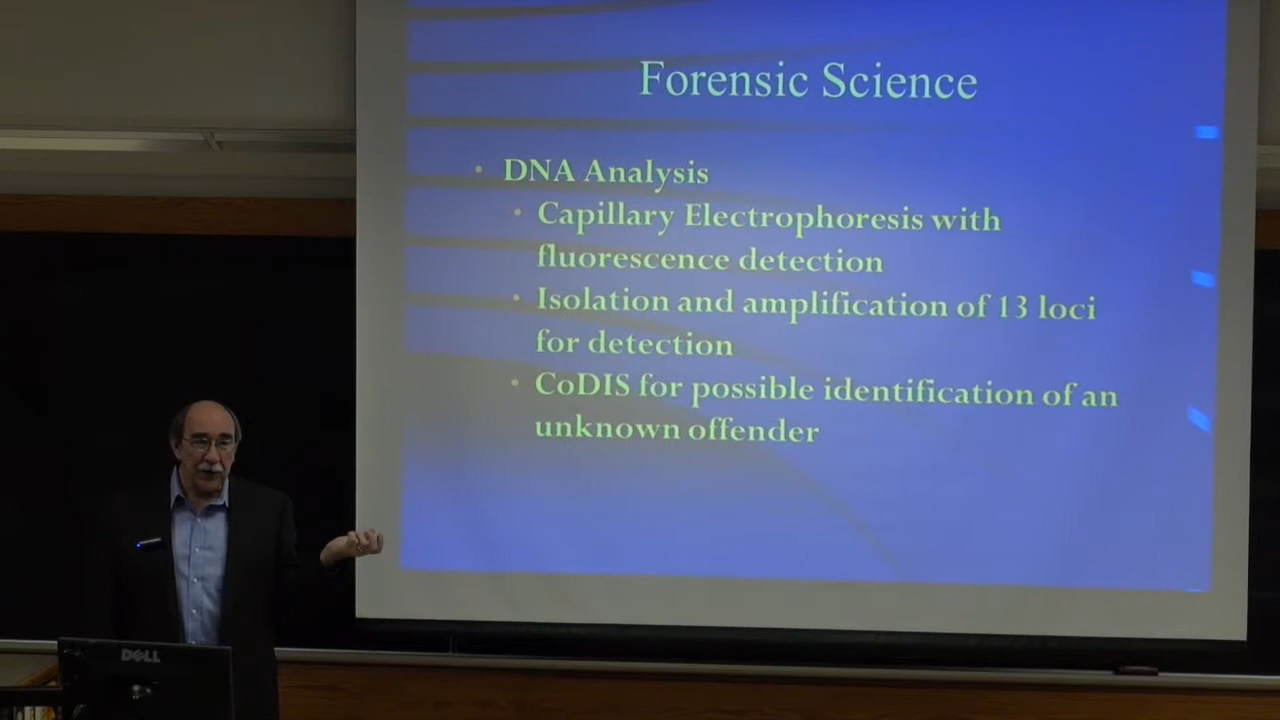 Forensic Science
• DNA Analysis
• Capillary Electrophoresis with
fluorescence detection
• Isolation and amplification of 13 loci
for detection
• CoDIS for possible identification of an
unknown offender
DELL